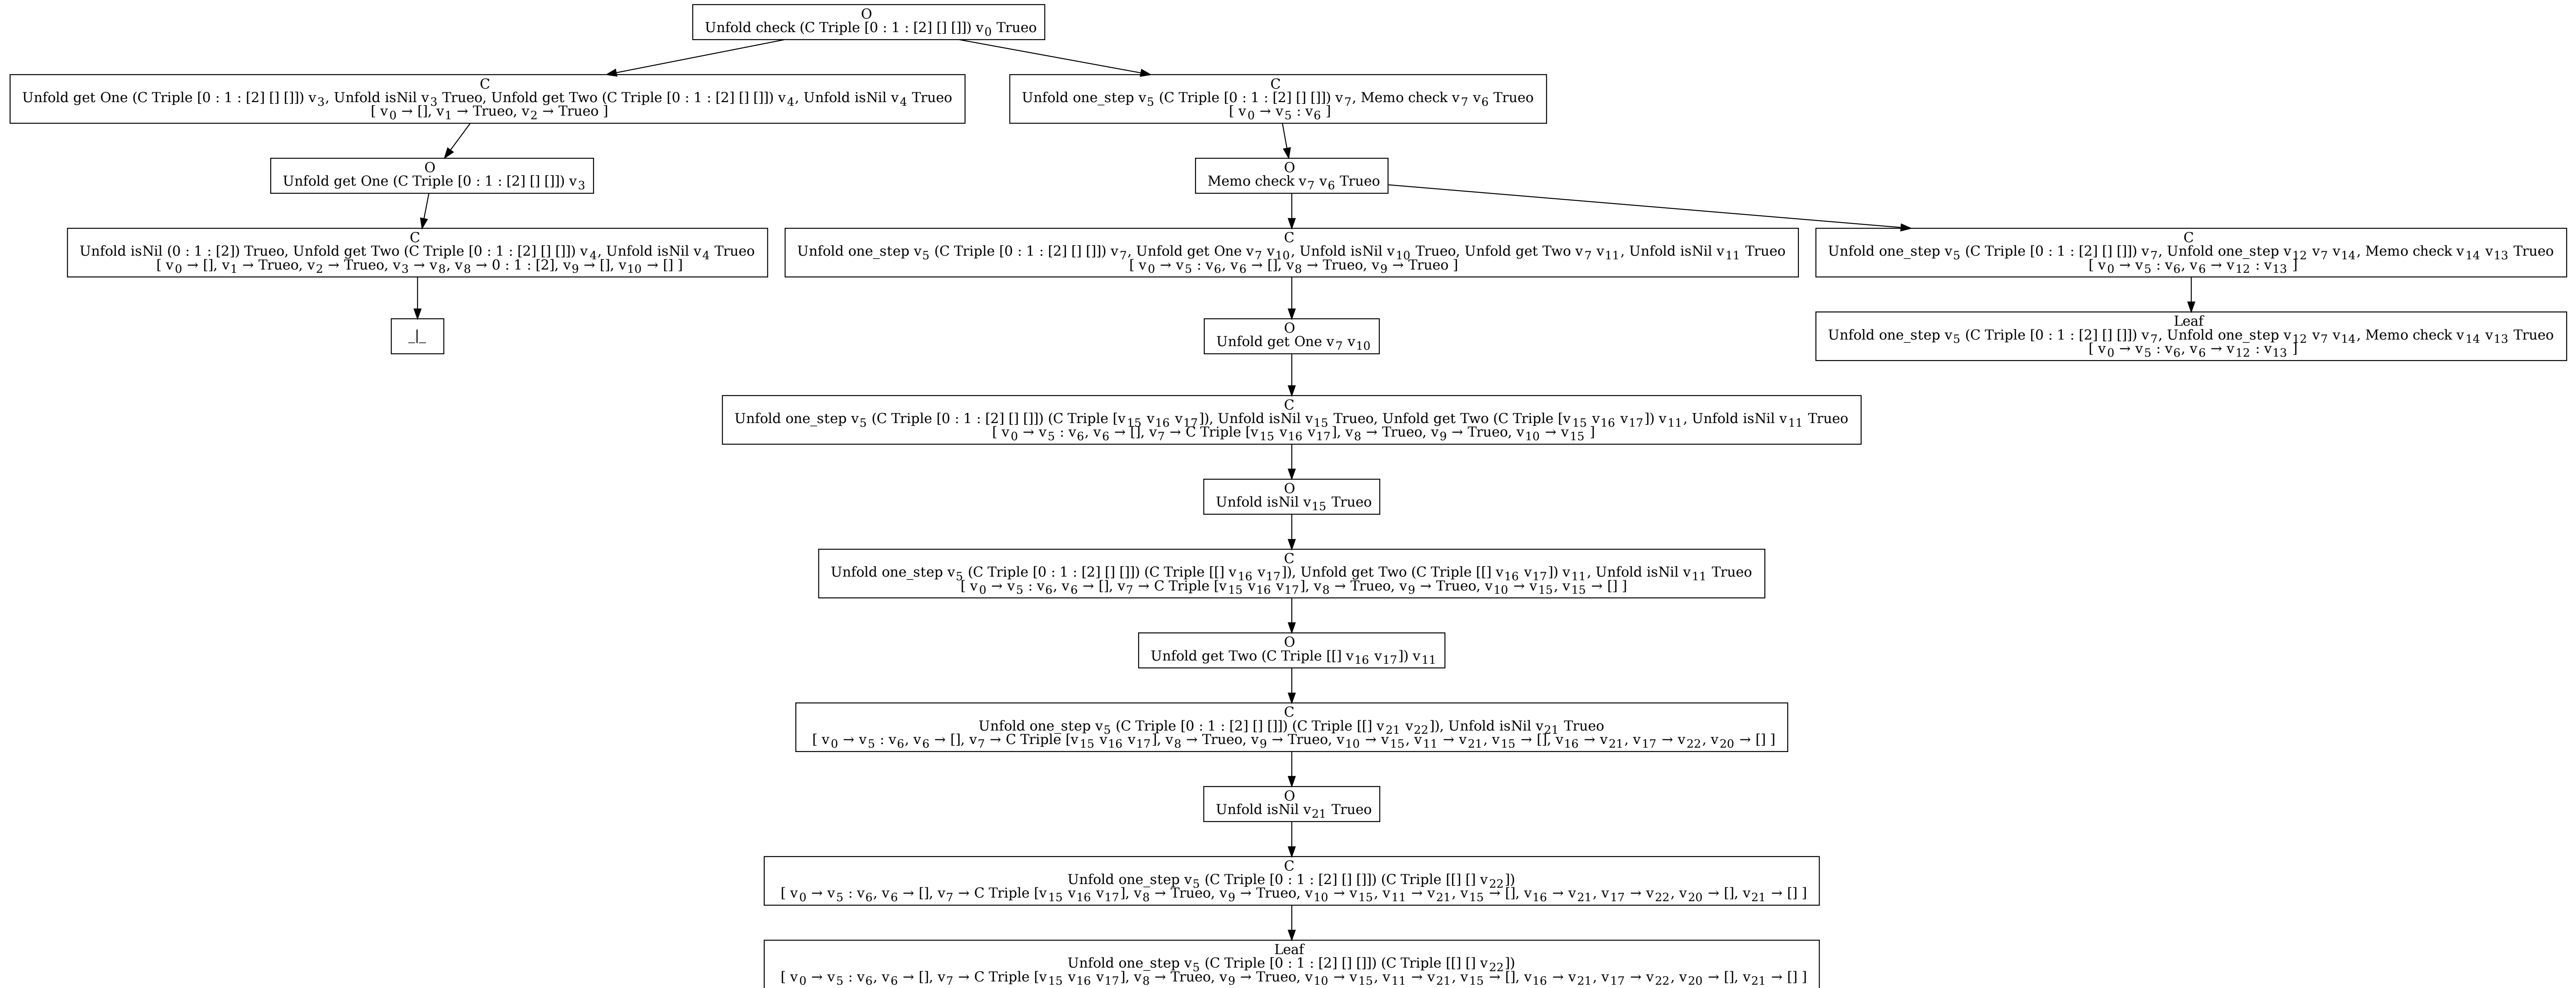 O
Unfold check (C Triple [0 : 1 : [2] [] []]) v0 Trueo
C
Unfold get One (C Triple [0 : 1 : [2] [] []]) v3, Unfold isNil v3 Trueo, Unfold get Two (C Triple [0 : 1 : [2] [] []]) v4, Unfold isNil v4 Trueo
[ v0 → [], v1 → Trueo, v2 → Trueo ]
C
Unfold one_step v5 (C Triple [0 : 1 : [2] [] []]) v7, Memo check v7 v6 Trueo
[ v0 → v5 : v6 ]
O
Unfold get One (C Triple [0 : 1 : [2] [] []]) v3
O
Memo check v7 v6 Trueo
C
Unfold isNil (0 : 1 : [2]) Trueo, Unfold get Two (C Triple [0 : 1 : [2] [] []]) v4, Unfold isNil v4 Trueo
[ v0 → [], v1 → Trueo, v2 → Trueo, v3 → v8, v8 → 0 : 1 : [2], v9 → [], v10 → [] ]
C
Unfold one_step v5 (C Triple [0 : 1 : [2] [] []]) v7, Unfold get One v7 v10, Unfold isNil v10 Trueo, Unfold get Two v7 v11, Unfold isNil v11 Trueo
[ v0 → v5 : v6, v6 → [], v8 → Trueo, v9 → Trueo ]
C
Unfold one_step v5 (C Triple [0 : 1 : [2] [] []]) v7, Unfold one_step v12 v7 v14, Memo check v14 v13 Trueo
[ v0 → v5 : v6, v6 → v12 : v13 ]
_|_
O
Unfold get One v7 v10
Leaf
Unfold one_step v5 (C Triple [0 : 1 : [2] [] []]) v7, Unfold one_step v12 v7 v14, Memo check v14 v13 Trueo
[ v0 → v5 : v6, v6 → v12 : v13 ]
C
Unfold one_step v5 (C Triple [0 : 1 : [2] [] []]) (C Triple [v15 v16 v17]), Unfold isNil v15 Trueo, Unfold get Two (C Triple [v15 v16 v17]) v11, Unfold isNil v11 Trueo
[ v0 → v5 : v6, v6 → [], v7 → C Triple [v15 v16 v17], v8 → Trueo, v9 → Trueo, v10 → v15 ]
O
Unfold isNil v15 Trueo
C
Unfold one_step v5 (C Triple [0 : 1 : [2] [] []]) (C Triple [[] v16 v17]), Unfold get Two (C Triple [[] v16 v17]) v11, Unfold isNil v11 Trueo
[ v0 → v5 : v6, v6 → [], v7 → C Triple [v15 v16 v17], v8 → Trueo, v9 → Trueo, v10 → v15, v15 → [] ]
O
Unfold get Two (C Triple [[] v16 v17]) v11
C
Unfold one_step v5 (C Triple [0 : 1 : [2] [] []]) (C Triple [[] v21 v22]), Unfold isNil v21 Trueo
[ v0 → v5 : v6, v6 → [], v7 → C Triple [v15 v16 v17], v8 → Trueo, v9 → Trueo, v10 → v15, v11 → v21, v15 → [], v16 → v21, v17 → v22, v20 → [] ]
O
Unfold isNil v21 Trueo
C
Unfold one_step v5 (C Triple [0 : 1 : [2] [] []]) (C Triple [[] [] v22])
[ v0 → v5 : v6, v6 → [], v7 → C Triple [v15 v16 v17], v8 → Trueo, v9 → Trueo, v10 → v15, v11 → v21, v15 → [], v16 → v21, v17 → v22, v20 → [], v21 → [] ]
Leaf
Unfold one_step v5 (C Triple [0 : 1 : [2] [] []]) (C Triple [[] [] v22])
[ v0 → v5 : v6, v6 → [], v7 → C Triple [v15 v16 v17], v8 → Trueo, v9 → Trueo, v10 → v15, v11 → v21, v15 → [], v16 → v21, v17 → v22, v20 → [], v21 → [] ]